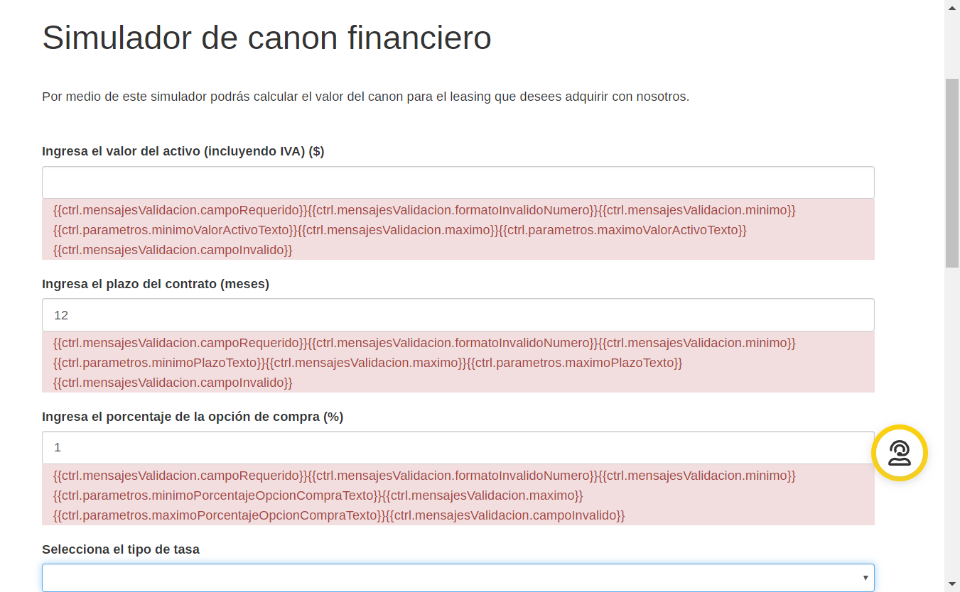 Simulador de canon financiero
Por medio de este simulador podrás calcular el valor del canon para el leasing que desees adquirir con nosotros.
Ingresa el valor del activo (incluyendo IVA) ($)
{{ctrl.mensajesValidacion.campoRequerido}}{{ctrl.mensajesValidacion.formatoInvalidoNumero}}{{ctrl.mensajesValidacion.minimo}}
{{ctrl.parametros.minimoValorActivoTexto}}{{ctrl.mensajesValidacion.maximo}}{{ctrl.parametros.maximoValorActivoTexto}}
{{ctrl.mensajesValidacion.campoInvalido}}
Ingresa el plazo del contrato (meses)
12
{{ctrl.mensajesValidacion.campoRequerido}}{{ctrl.mensajesValidacion.formatoInvalidoNumero}}{{ctrl.mensajesValidacion.minimo}}
{{ctrl.parametros.minimoPlazoTexto}}{{ctrl.mensajesValidacion.maximo}}{{ctrl.parametros.maximoPlazoTexto}}
{{ctrl.mensajesValidacion.campoInvalido}}
Ingresa el porcentaje de la opción de compra (%)
1
{{ctrl.mensajesValidacion.campoRequerido}}{{ctrl.mensajesValidacion.formatoInvalidoNumero}}{{ctrl.mensajesValidacion.minimo}}
{{ctrl.parametros.minimoPorcentajeOpcionCompraTexto}}{{ctrl.mensajesValidacion.maximo}}
{{ctrl.parametros.maximoPorcentajeOpcionCompraTexto}}{{ctrl.mensajesValidacion.campoInvalido}}
Selecciona el tipo de tasa